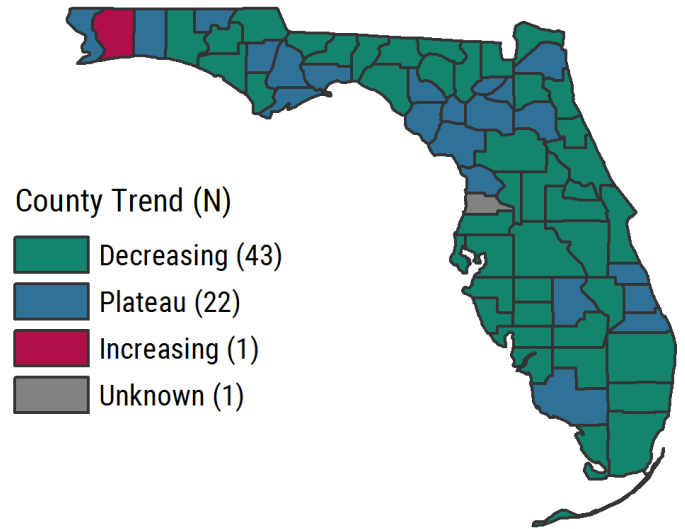 County Trend (N)
Decreasing (43)
Plateau (22)
Increasing (1)
Unknown (1)